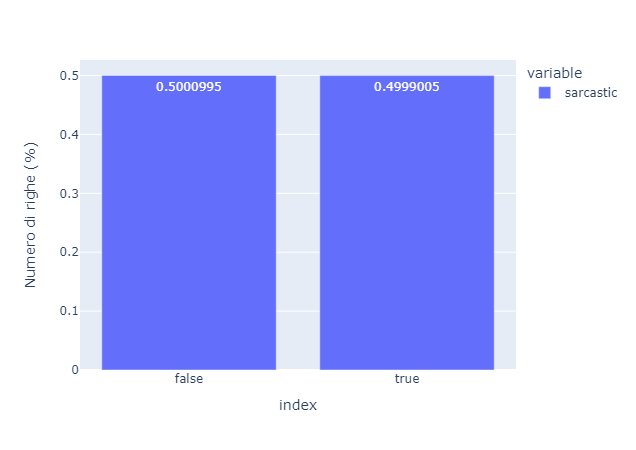 variable
sarcastic
0.5000995
0.4999005
0.5
0.4
0.3
0.2
0.1
0
Numero di righe (%)
false
true
index